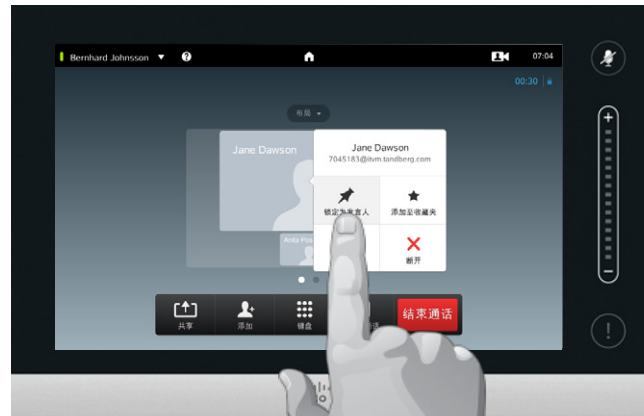 Bernhard Johnsson
?
07:04
00:30
布局
Jane Dawson
Jane Dawson
7045183@itvm.tandberg.com
锁定为发言人
添加至收藏夹
Anita
断开
共享
添加
键盘
结束通话